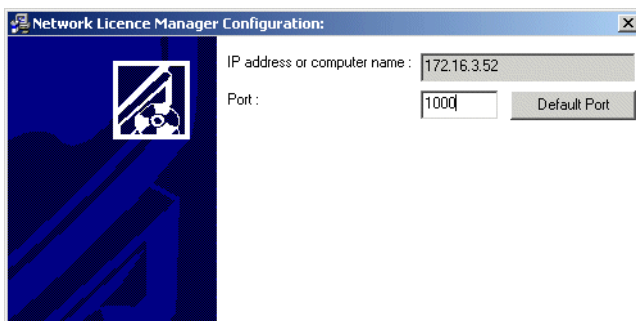 Network Licence Manager Configuration:
IP address or computer name : 172.16.3.52
Port : 1000 Default Port